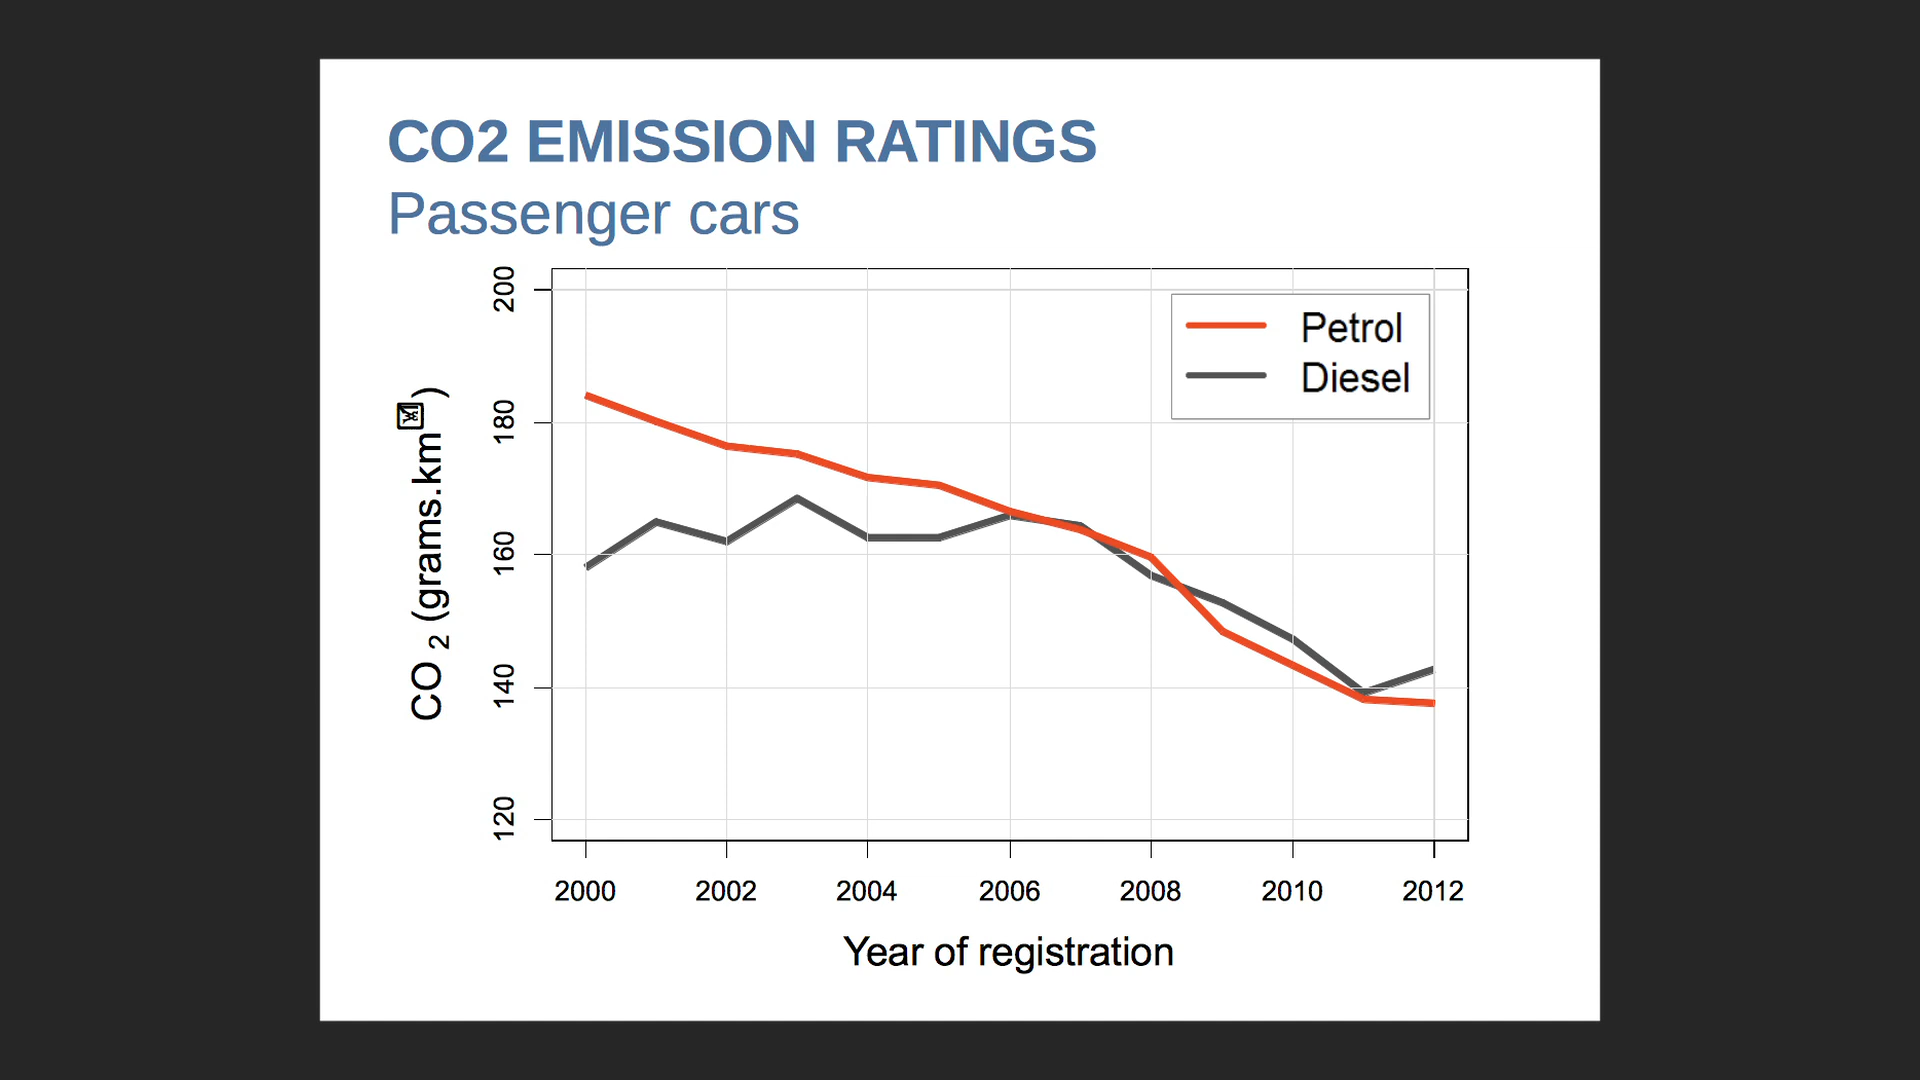 CO2 EMISSION RATINGS
Passenger cars
200
180
160
140
120
CO 2 (grams.km )
Petrol
Diesel
2000 2002 2004 2006 2008 2010 2012
Year of registration